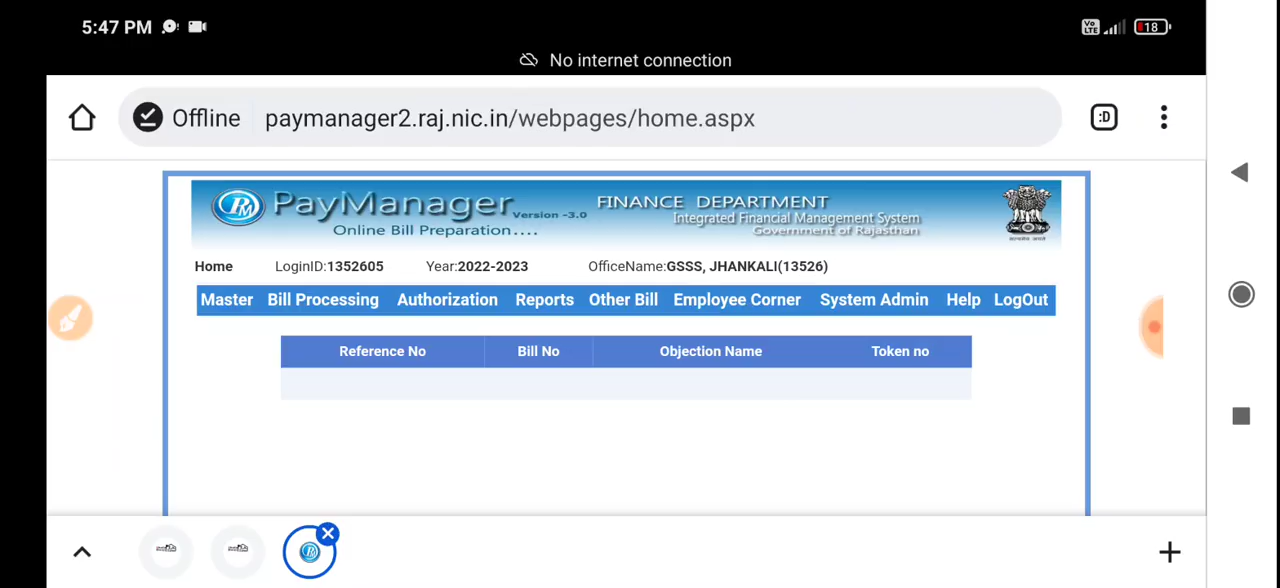 5:47 PM
Vo LTE 18
No internet connection
Offline paymanager2.raj.nic.in/webpages/home.aspx :D
PM PayManager Version -3.0 FINANCE DEPARTMENT
Integrated Financial Management System
Online Bill Preparation.... Government of Rajasthan
Home LoginID:1352605 Year:2022-2023 OfficeName:GSSS, JHANKALI(13526)
Master Bill Processing Authorization Reports Other Bill Employee Corner System Admin Help LogOut
Reference No Bill No Objection Name Token no